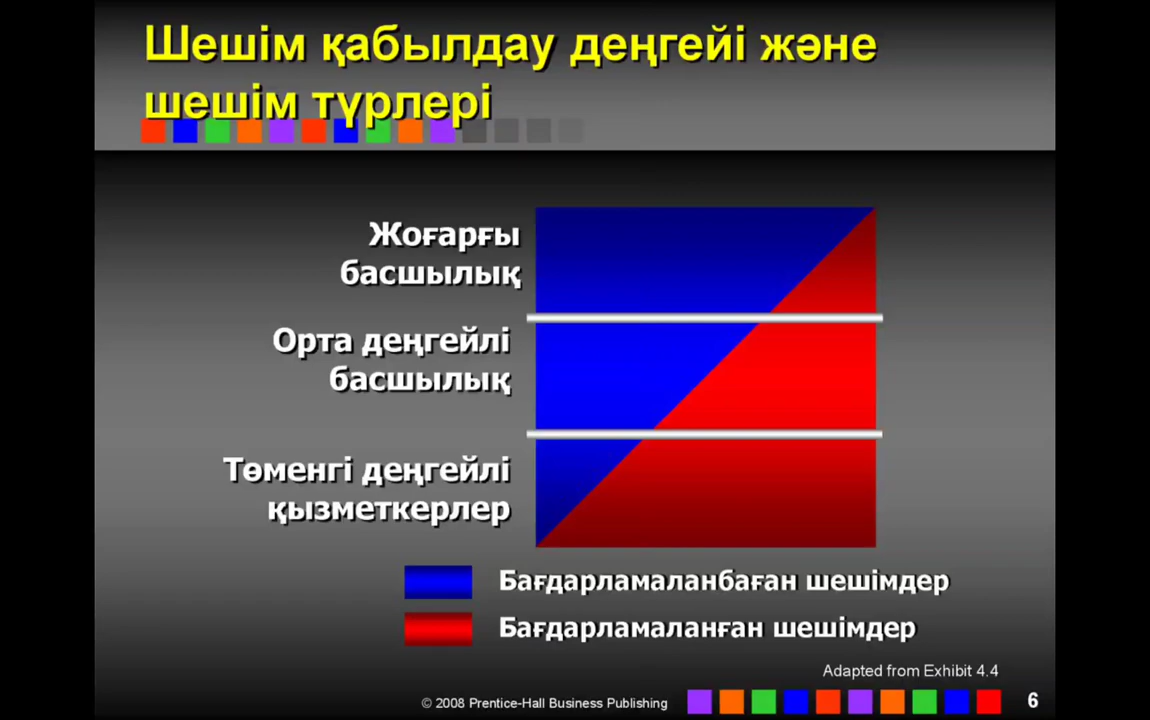 Шешім қабылдау деңгейі және
шешім түрлері
Жоғарғы
басшылық
Орта деңгейлі
басшылық
Төменгі деңгейлі
қызметкерлер
Бағдарламаланбаған шешімдер
Бағдарламаланған шешімдер
Adapted from Exhibit 4.4
© 2008 Prentice-Hall Business Publishing
6